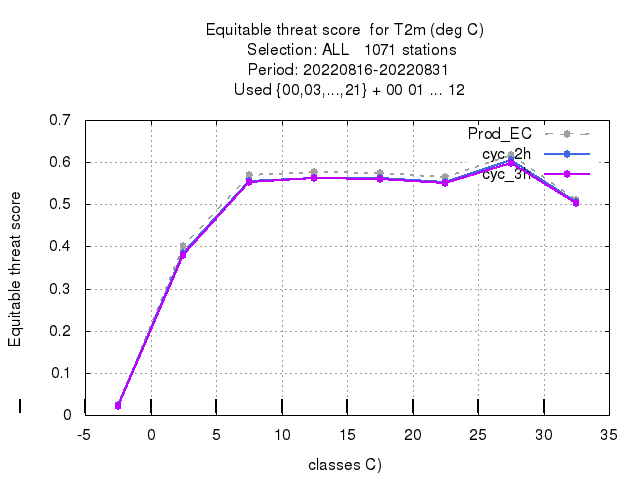 Equitable threat score for T2m (deg C)
Selection: ALL 1071 stations
Period: 20220816-20220831
Used {00,03,...,21} + 00 01 ... 12
Prod_EC
cyc_2h
cyc_3h
0.7
0.6
0.5
0.4
0.3
0.2
0.1
0
Equitable threat score
-5 0 5 10 15 20 25 30 35
classes C)